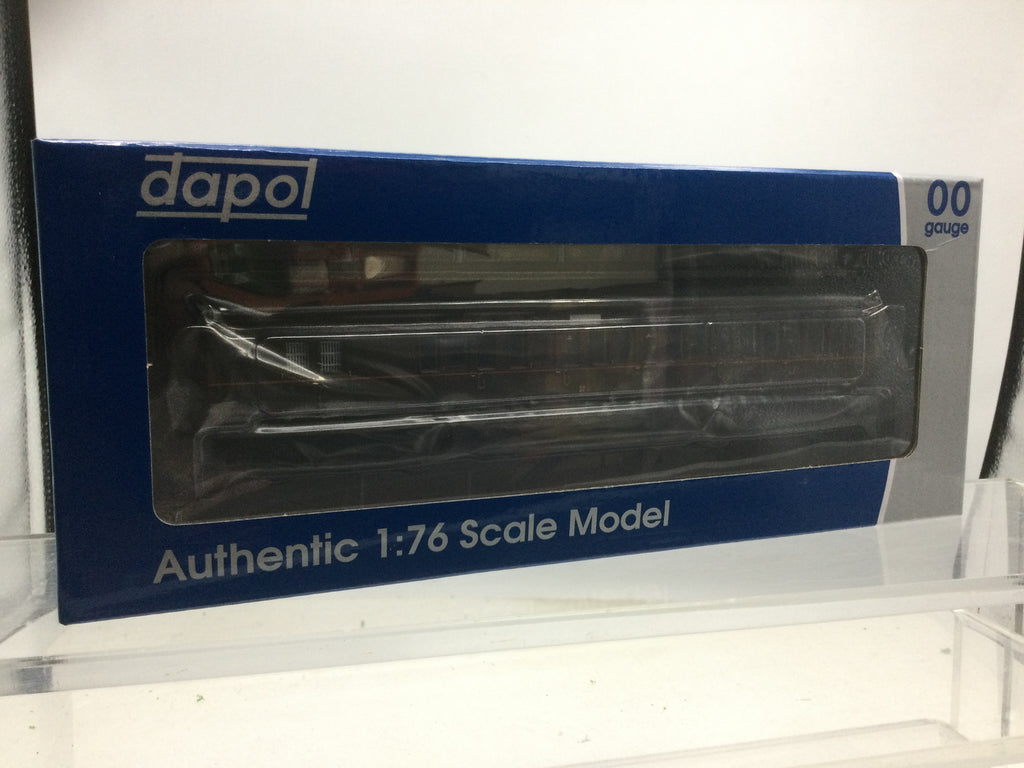 dapol
00
gauge
Authentic 1:76 Scale Model